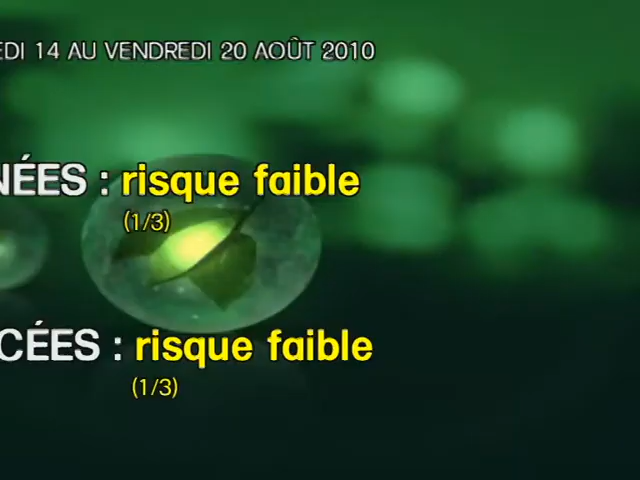 EDI 14 AU VENDREDI 20 AOÛT 2010
NÉES : risque faible
(1/3)
CÉES : risque faible
(1/3)